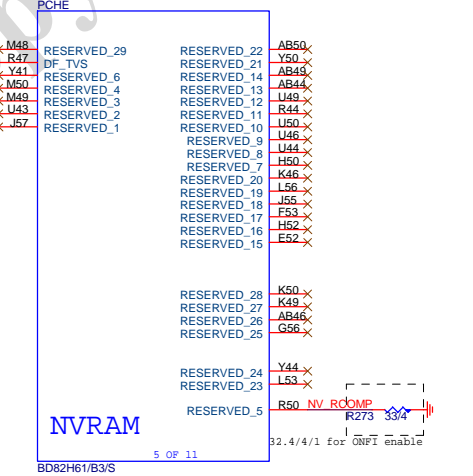 PCHE
M48 RESERVED_29
R47 DF_TVS
Y41 RESERVED_6
M50 RESERVED_4
M49 RESERVED_3
U43 RESERVED_2
J57 RESERVED_1
RESERVED_22 AB50
RESERVED_21 Y50
RESERVED_14 AB49
RESERVED_13 AB44
RESERVED_12 U49
RESERVED_11 R44
RESERVED_10 U50
RESERVED_9 U46
RESERVED_8 U44
RESERVED_7 H50
RESERVED_20 K46
RESERVED_19 L56
RESERVED_18 J55
RESERVED_17 F53
RESERVED_16 H52
RESERVED_15 E52
RESERVED_28 K50
RESERVED_27 K49
RESERVED_26 AB46
RESERVED_25 G56
RESERVED_24 Y44
RESERVED_23 L53
RESERVED_5 R50 NV_RCOMP
R273 33/4
32.4/4/1 for ONFI enable
NVRAM
5 OF 11
BD82H61/B3/S